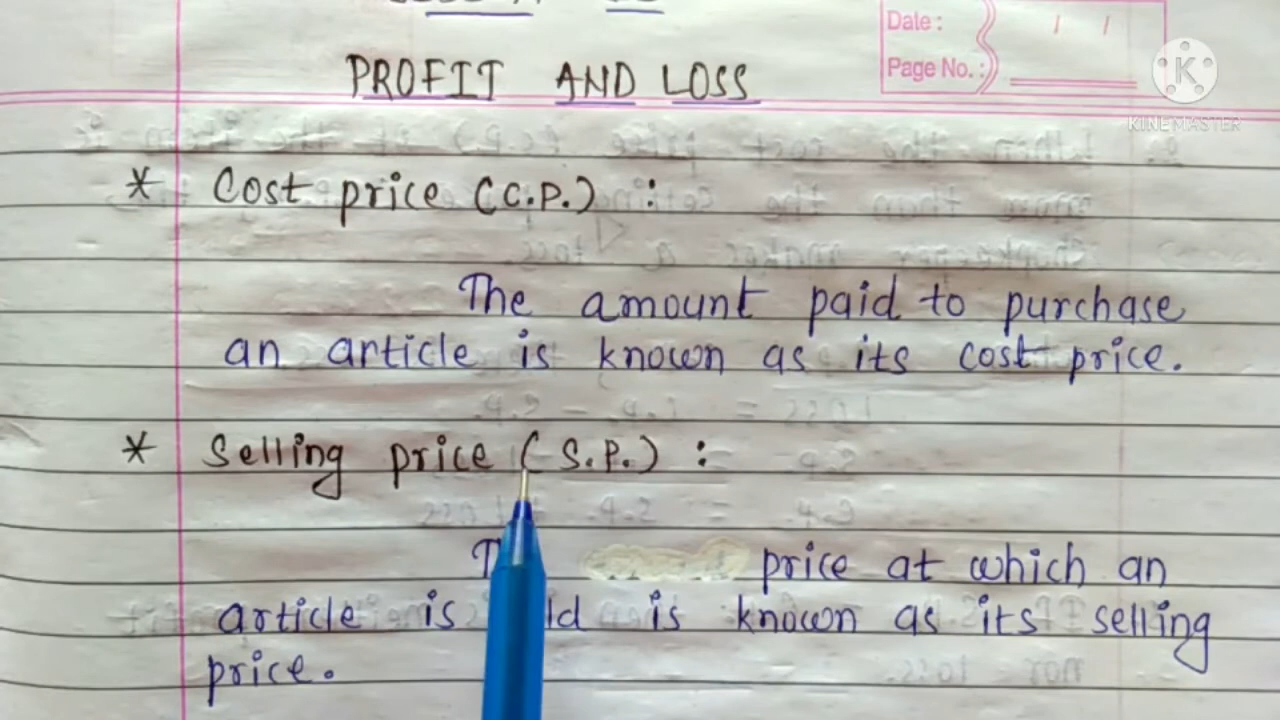 Date :
Page No. :
K
KINEMASTER
PROFIT AND LOSS
* Cost price (C.P.) :
The amount paid to purchase
an article is known as its cost price.
* Selling price (S.P.) :
price at which an
article is is known as its selling
price.